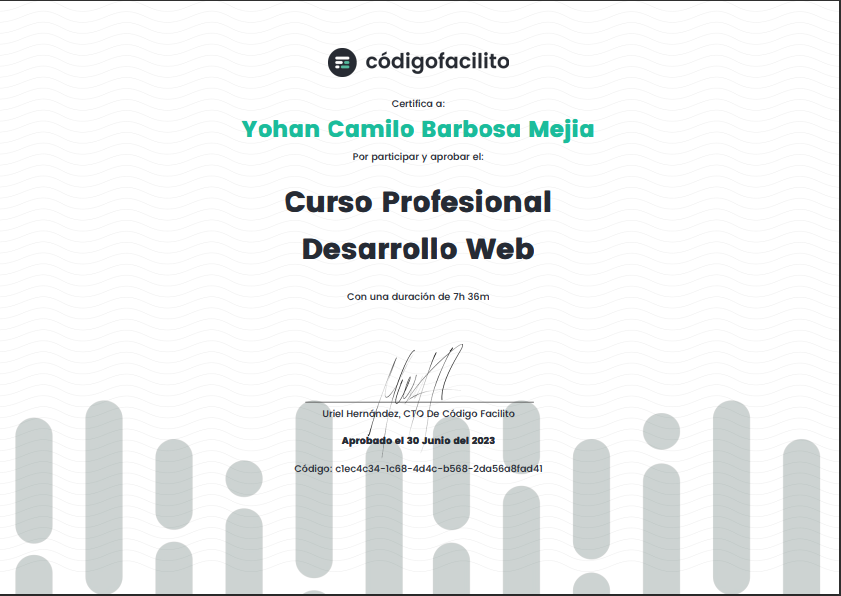 códigofacilito
Certifica a:
Yohan Camilo Barbosa Mejia
Por participar y aprobar el:
Curso Profesional
Desarrollo Web
Con una duración de 7h 36m
Uriel Hernández, CTO De Código Facilito
Aprobado el 30 Junio del 2023
Código: c1ec4c34-1c68-4d4c-b568-2da56a8fad41